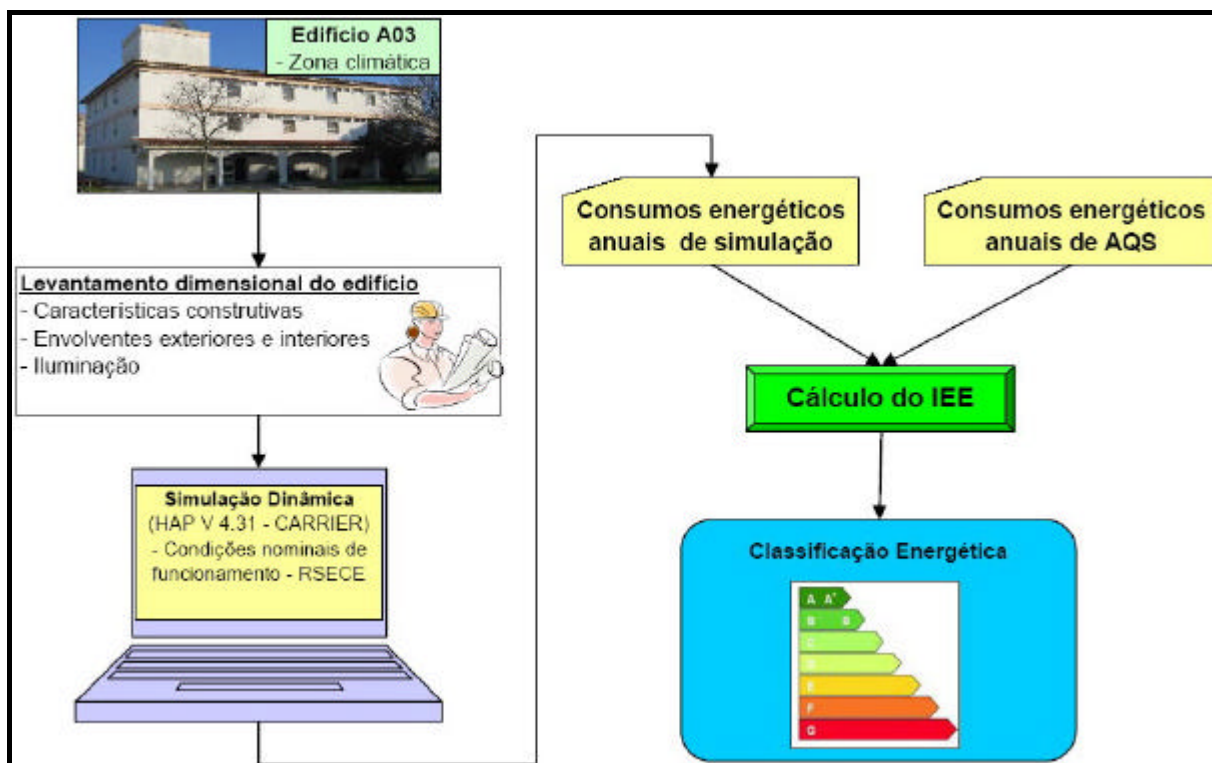 Edifício A03
- Zona climática
Levantamento dimensional do edifício
- Características construtivas
- Envolventes exteriores e interiores
- Iluminação
Simulação Dinâmica
(HAP V 4.31 - CARRIER)
- Condições nominais de
funcionamento - RSECE
Consumos energéticos
anuais de simulação
Consumos energéticos
anuais de AQS
Cálculo do IEE
Classificação Energética
A A+
B
E
F
G